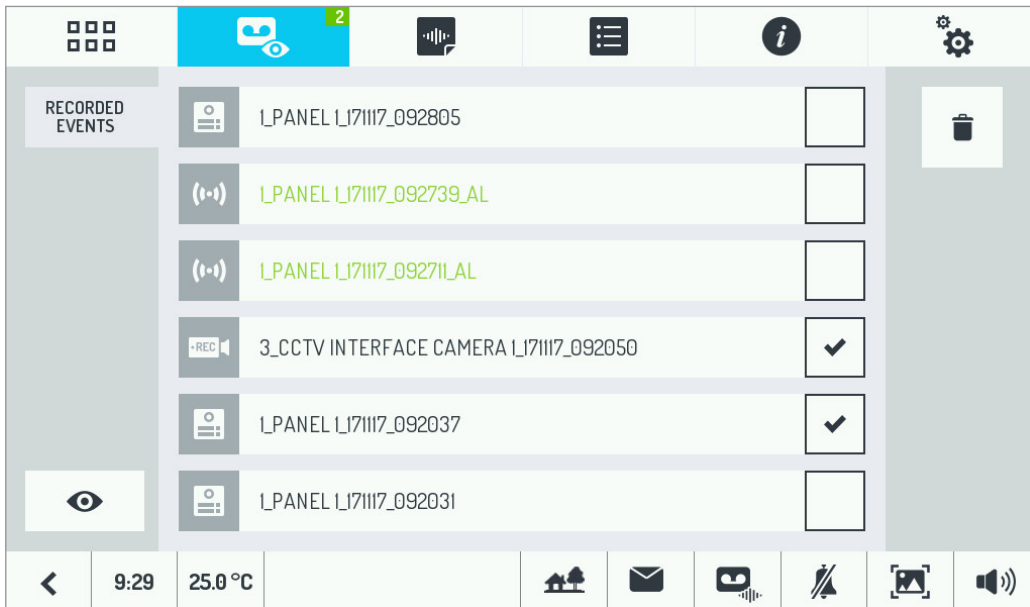 2
RECORDED
EVENTS
1_PANEL 1_171117_092805
1_PANEL 1_171117_092739_AL
1_PANEL 1_171117_092711_AL
•REC
3_CCTV INTERFACE CAMERA 1_171117_092050
1_PANEL 1_171117_092037
1_PANEL 1_171117_092031
9:29
25.0 °C